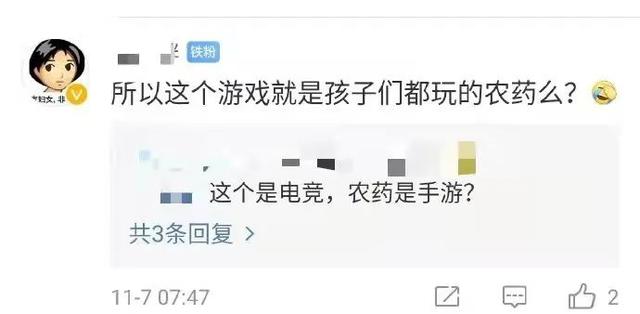 铁粉
所以这个游戏就是孩子们都玩的农药么？
这个是电竞，农药是手游？
共3条回复 >
11-7 07:47
2